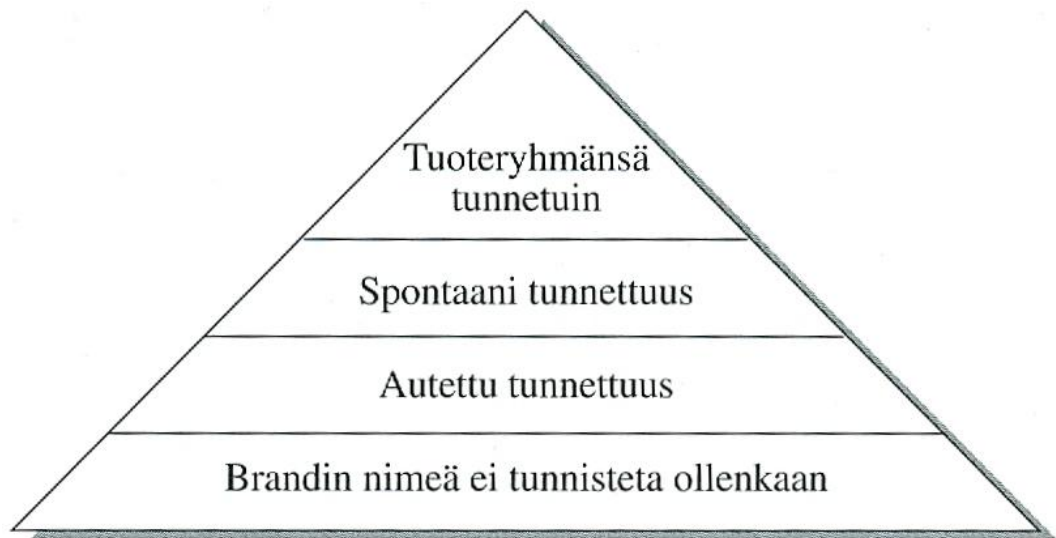 Tuoteryhmänsä
tunnetuin
Spontaani tunnettuus
Autettu tunnettuus
Brandin nimeä ei tunnisteta ollenkaan